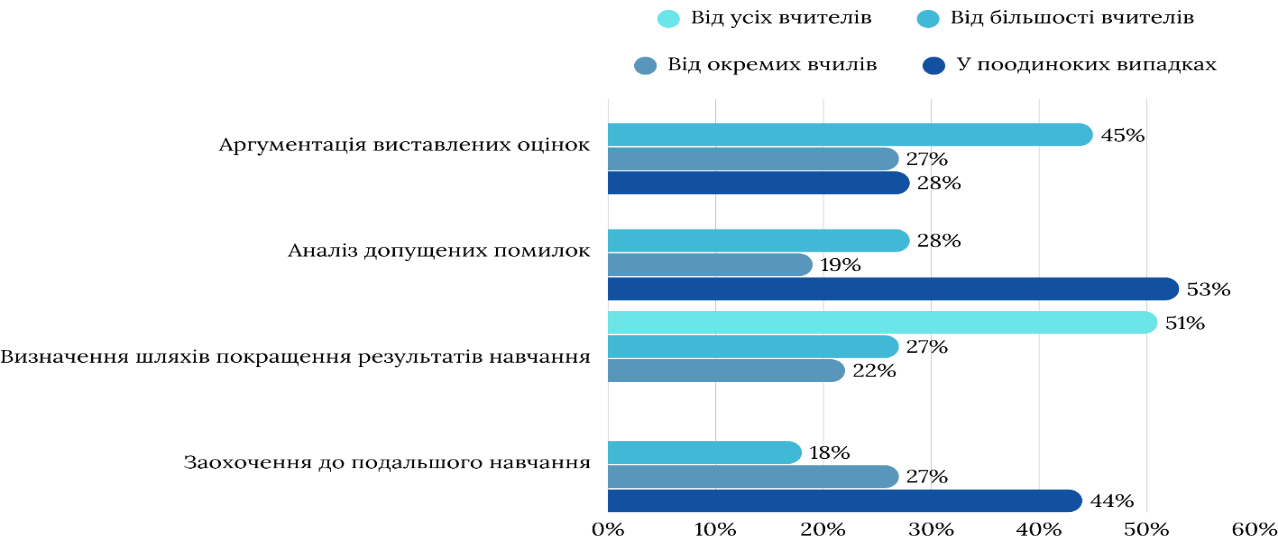 Від усіх вчителів
Від більшості вчителів
Від окремих вчилів
У поодиноких випадках
Аргументація виставлених оцінок
45%
27%
28%
Аналіз допущених помилок
28%
19%
53%
Визначення шляхів покращення результатів навчання
51%
27%
22%
Заохочення до подальшого навчання
18%
27%
44%
0% 10% 20% 30% 40% 50% 60%